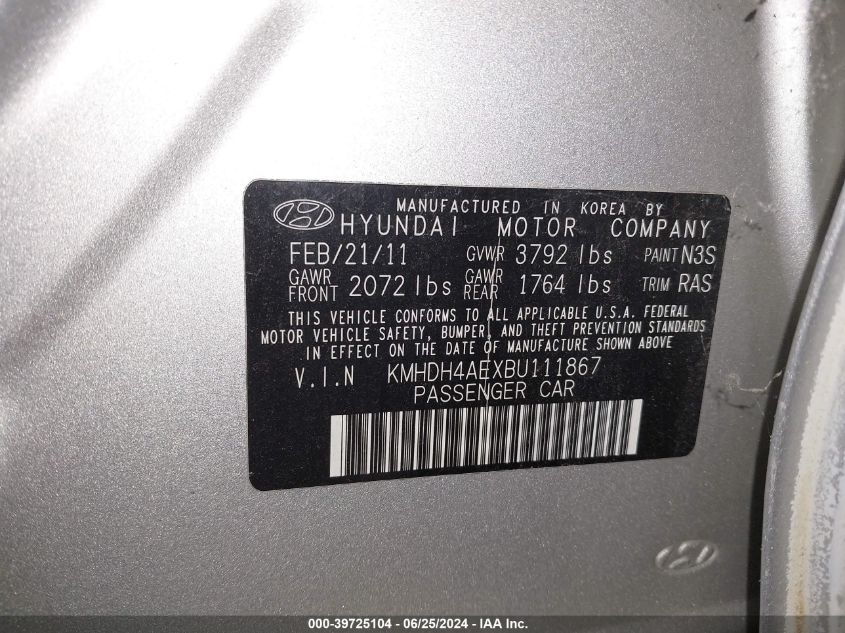 MANUFACTURED IN KOREA BY
HYUNDAI MOTOR COMPANY
FEB/21/11 GVWR 3792 lbs PAINT N3S
GAWR FRONT 2072 lbs GAWR REAR 1764 lbs TRIM RAS
THIS VEHICLE CONFORMS TO ALL APPLICABLE U.S.A. FEDERAL
MOTOR VEHICLE SAFETY, BUMPER, AND THEFT PREVENTION STANDARDS
IN EFFECT ON THE DATE OF MANUFACTURE SHOWN ABOVE
V.I.N KMHDH4AEXBU111867
PASSENGER CAR
000-39725104 - 06/25/2024 - IAA Inc.